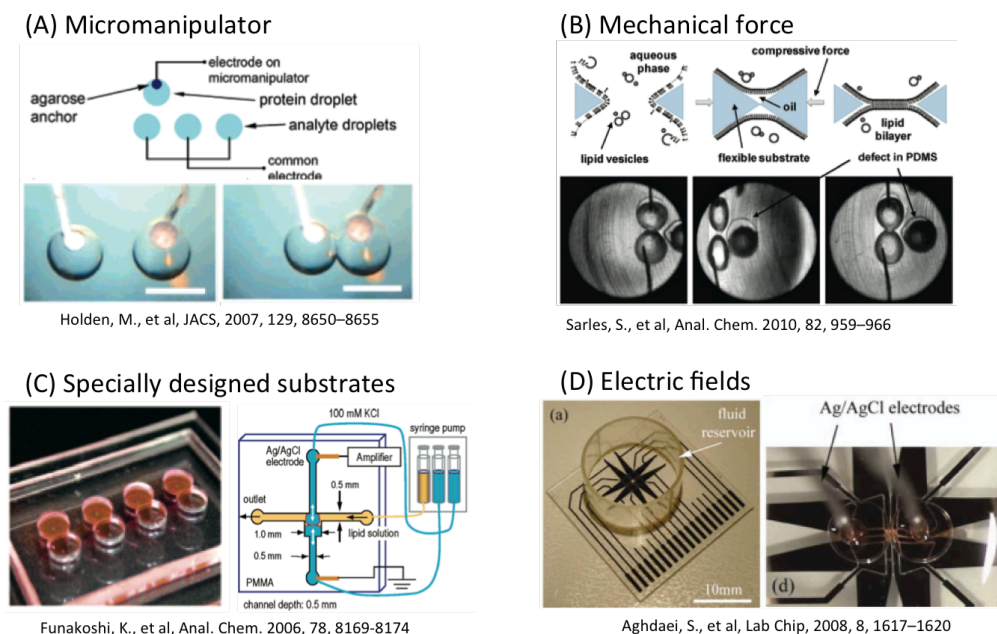 (A) Micromanipulator
electrode on
micromanipulator
agarose
anchor
protein droplet
analyte droplets
common
electrode
Holden, M., et al, JACS, 2007, 129, 8650–8655
(B) Mechanical force
aqueous
phase
compressive force
oil
lipid
bilayer
lipid vesicles
flexible substrate
defect in PDMS
Sarles, S., et al, Anal. Chem. 2010, 82, 959–966
(C) Specially designed substrates
100 mM KCl
syringe pump
Ag/AgCl
electrode
Amplifier
0.5 mm
outlet
lipid solution
1.0 mm
0.5 mm
PMMA
channel depth: 0.5 mm
Funakoshi, K., et al, Anal. Chem. 2006, 78, 8169-8174
(D) Electric fields
(a)
fluid
reservoir
10mm
Ag/AgCl electrodes
(d)
Aghdaei, S., et al, Lab Chip, 2008, 8, 1617–1620